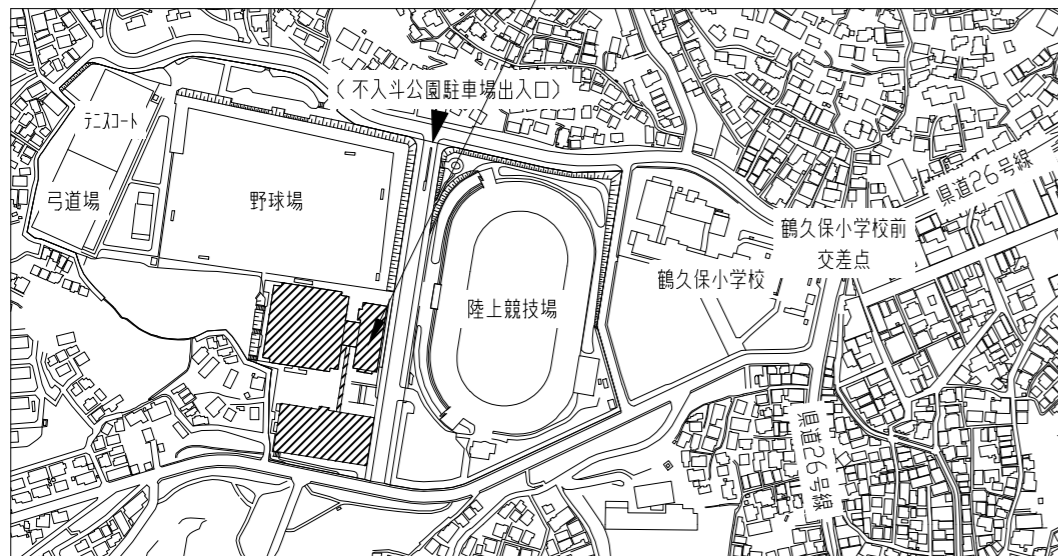 (不入斗公園駐車場出入口)
テニスコート
弓道場
野球場
陸上競技場
鶴久保小学校
鶴久保小学校前
交差点
県道26号線
県道26号線